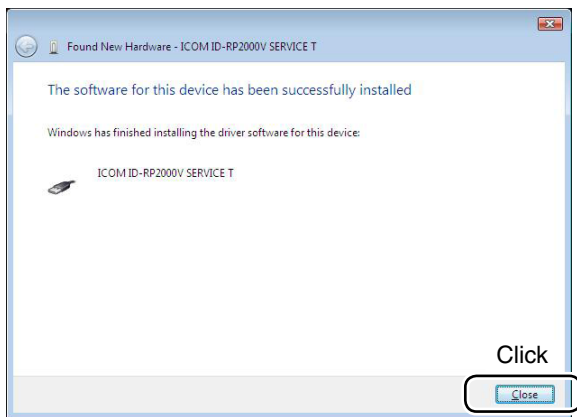 Found New Hardware - ICOM ID-RP2000V SERVICE T
The software for this device has been successfully installed
Windows has finished installing the driver software for this device:
ICOM ID-RP2000V SERVICE T
Click
Close